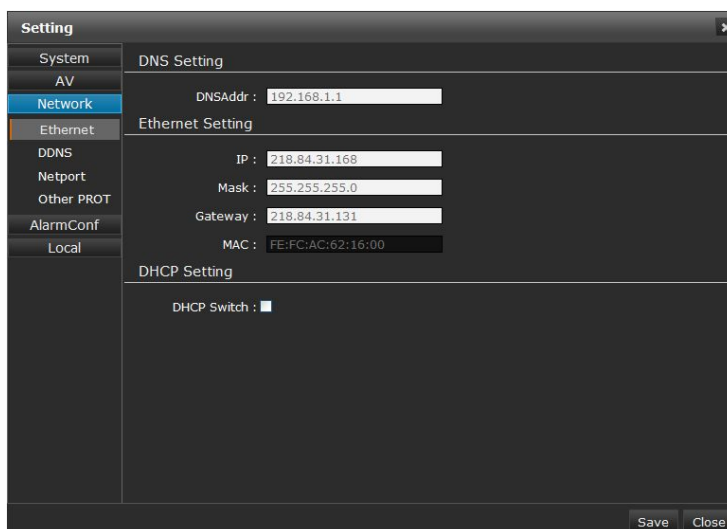 Setting
System
AV
Network
Ethernet
DDNS
Netport
Other PROT
AlarmConf
Local
DNS Setting
DNSAddr : 192.168.1.1
Ethernet Setting
IP : 218.84.31.168
Mask : 255.255.255.0
Gateway : 218.84.31.131
MAC : FE:FC:AC:62:16:00
DHCP Setting
DHCP Switch :
Save Close